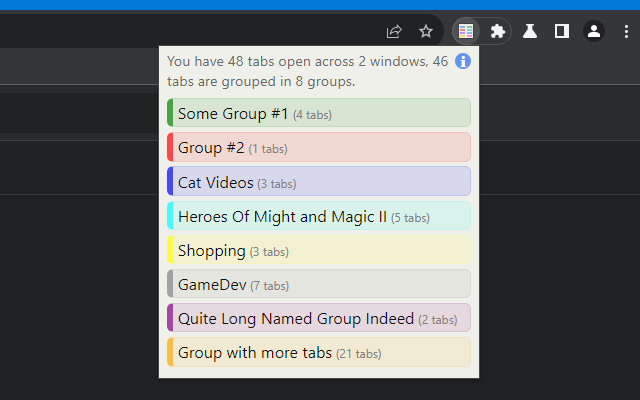 You have 48 tabs open across 2 windows, 46
tabs are grouped in 8 groups.
Some Group #1 (4 tabs)
Group #2 (1 tabs)
Cat Videos (3 tabs)
Heroes Of Might and Magic II (5 tabs)
Shopping (3 tabs)
GameDev (7 tabs)
Quite Long Named Group Indeed (2 tabs)
Group with more tabs (21 tabs)